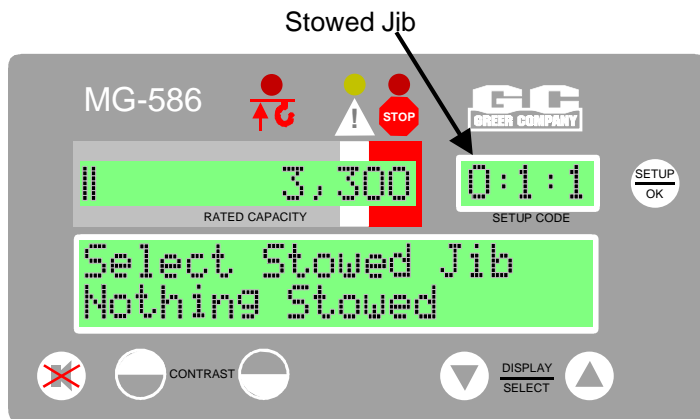 Stowed Jib
MG-586
!
STOP
GC
GREER COMPANY
|| 3,300
0:1:1
SETUP
OK
RATED CAPACITY
SETUP CODE
Select Stowed Jib
Nothing Stowed
CONTRAST
DISPLAY
SELECT